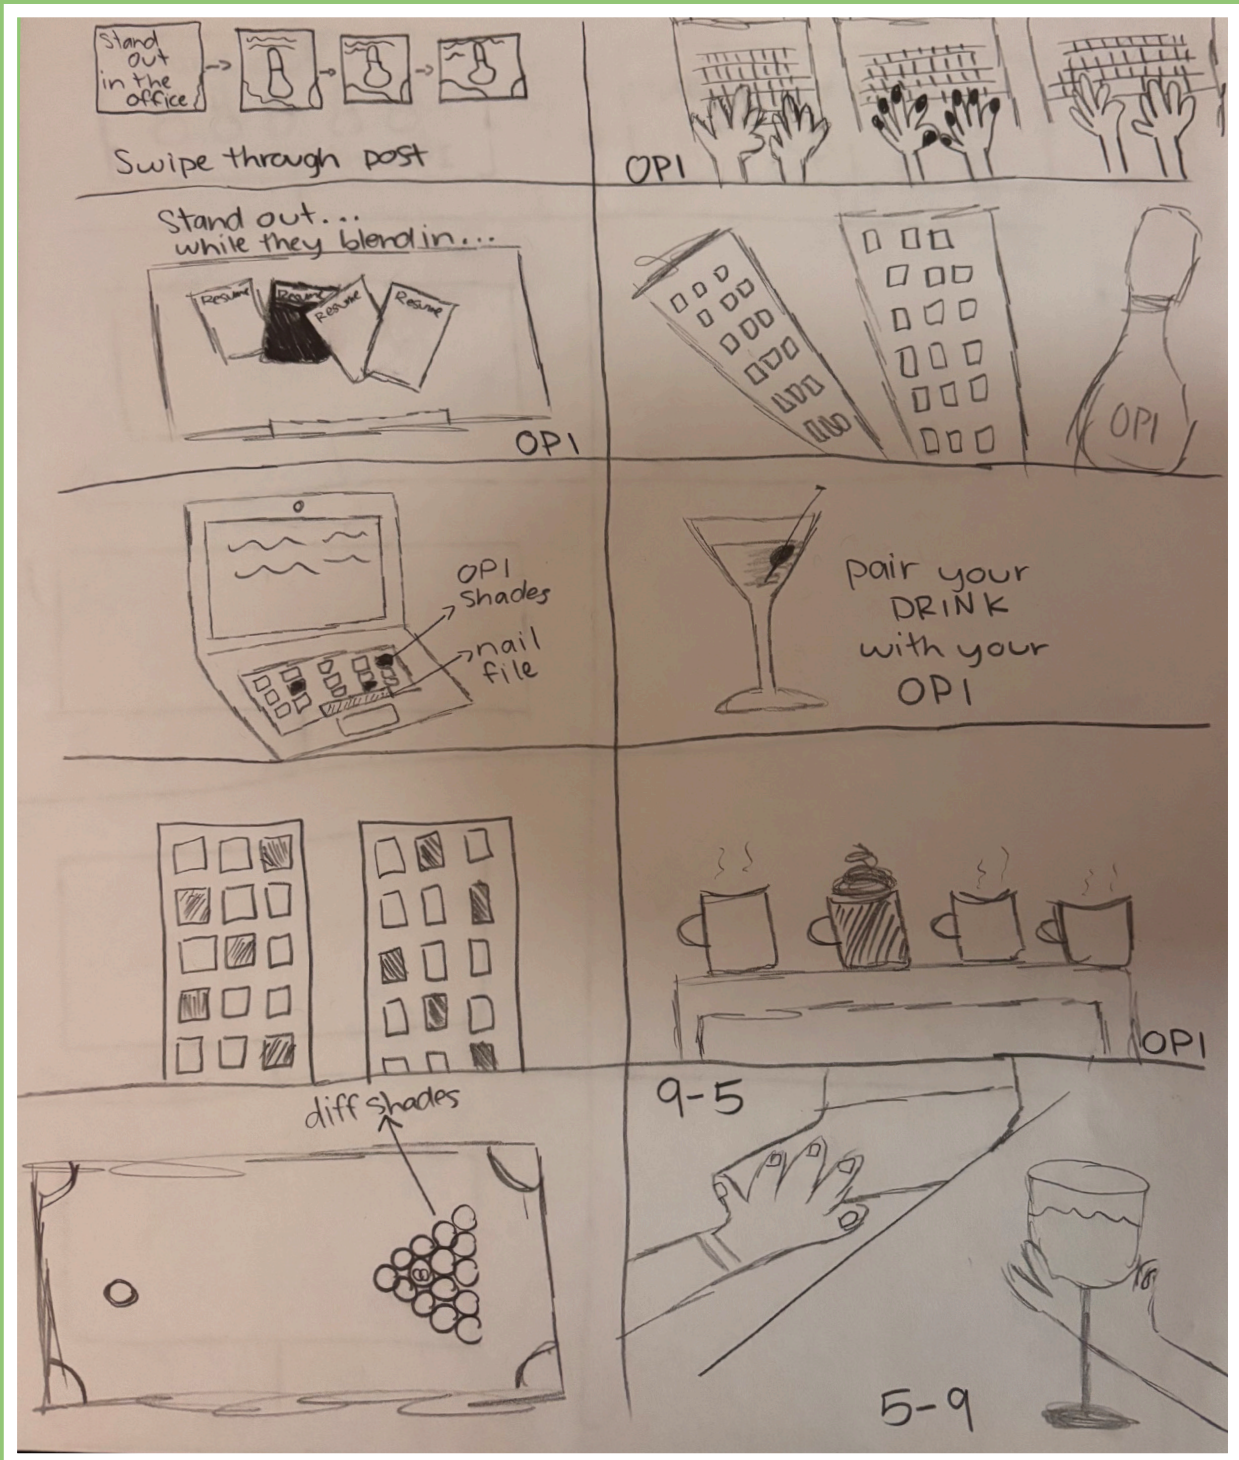 Stand
out
in the
office
Swipe through post
OPI
Stand out...
while they blend in...
Resume
Resume
Resume
Resume
OPI
OPI
OPI
shades
nail
file
pair your
DRINK
with your
OPI
OPI
diff shades
8
9-5
5-9